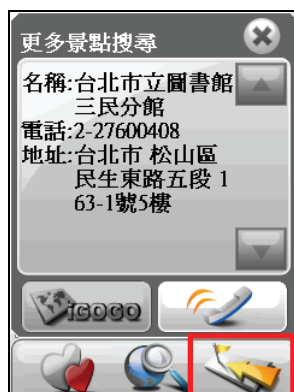 更多景點搜尋
名稱:台北市立圖書館
三民分館
電話:2-27600408
地址:台北市 松山區
民生東路五段 1
63-1號5樓
iGOGO